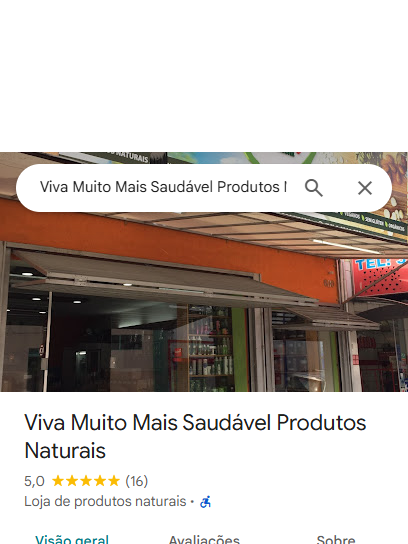 NATURAIS
Viva Muito Mais Saudável Produtos N
TEL:
Viva Muito Mais Saudável Produtos
Naturais
5,0 (16)
Loja de produtos naturais •
Visão geral Avaliações Sobre